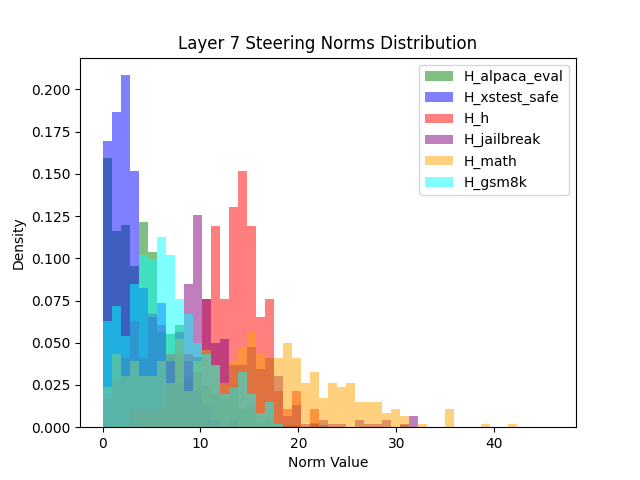 Layer 7 Steering Norms Distribution
H_alpaca_eval
H_xstest_safe
H_h
H_jailbreak
H_math
H_gsm8k
0.200
0.175
0.150
0.125
0.100
0.075
0.050
0.025
0.000
Density
0 10 20 30 40
Norm Value